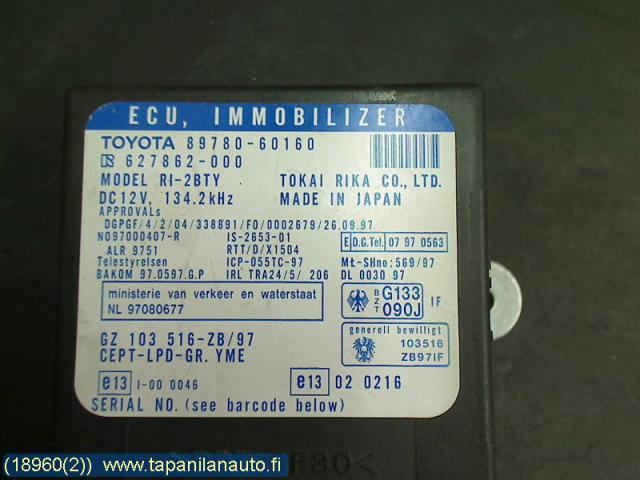 ECU, IMMOBILIZER
TOYOTA 89780-60160
627862-000
MODEL RI-2BTY TOKAI RIKA CO., LTD.
DC12V, 134.2kHz MADE IN JAPAN
APPROVALs
DGPGF/4/2/04/338891/FO/0002679/26.09.97
NO97000407-R IS-2653-01 E D.G.Tel. 07 97 0563
ALR 9751 RTT/D/X1504
Telestyrelsen ICP-055TC-97 Mt-SHno:569/97
BAKOM 97.0597.G.P IRL TRA24/5/ 206 DL 0030 97
ministerie van verkeer en waterstaat
NL 97080677
BZT G133 090J IF
GZ 103 516-ZB/97
CEPT-LPD-GR. YME
generell bewilligt
103516
ZB97IF
e13 I-00 0046 e13 02 0216
SERIAL NO. (see barcode below)
(18960(2)) www.tapanilanauto.fi